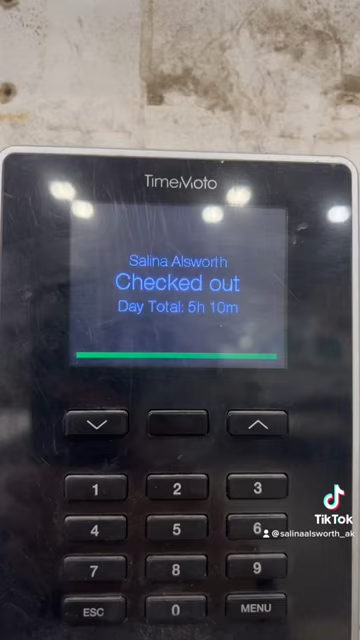 TimeMoto
Salina Alsworth
Checked out
Day Total: 5h 10m
1 2 3
4 5 6
7 8 9
ESC 0 MENU
TikTok
@salinaalsworth_ak